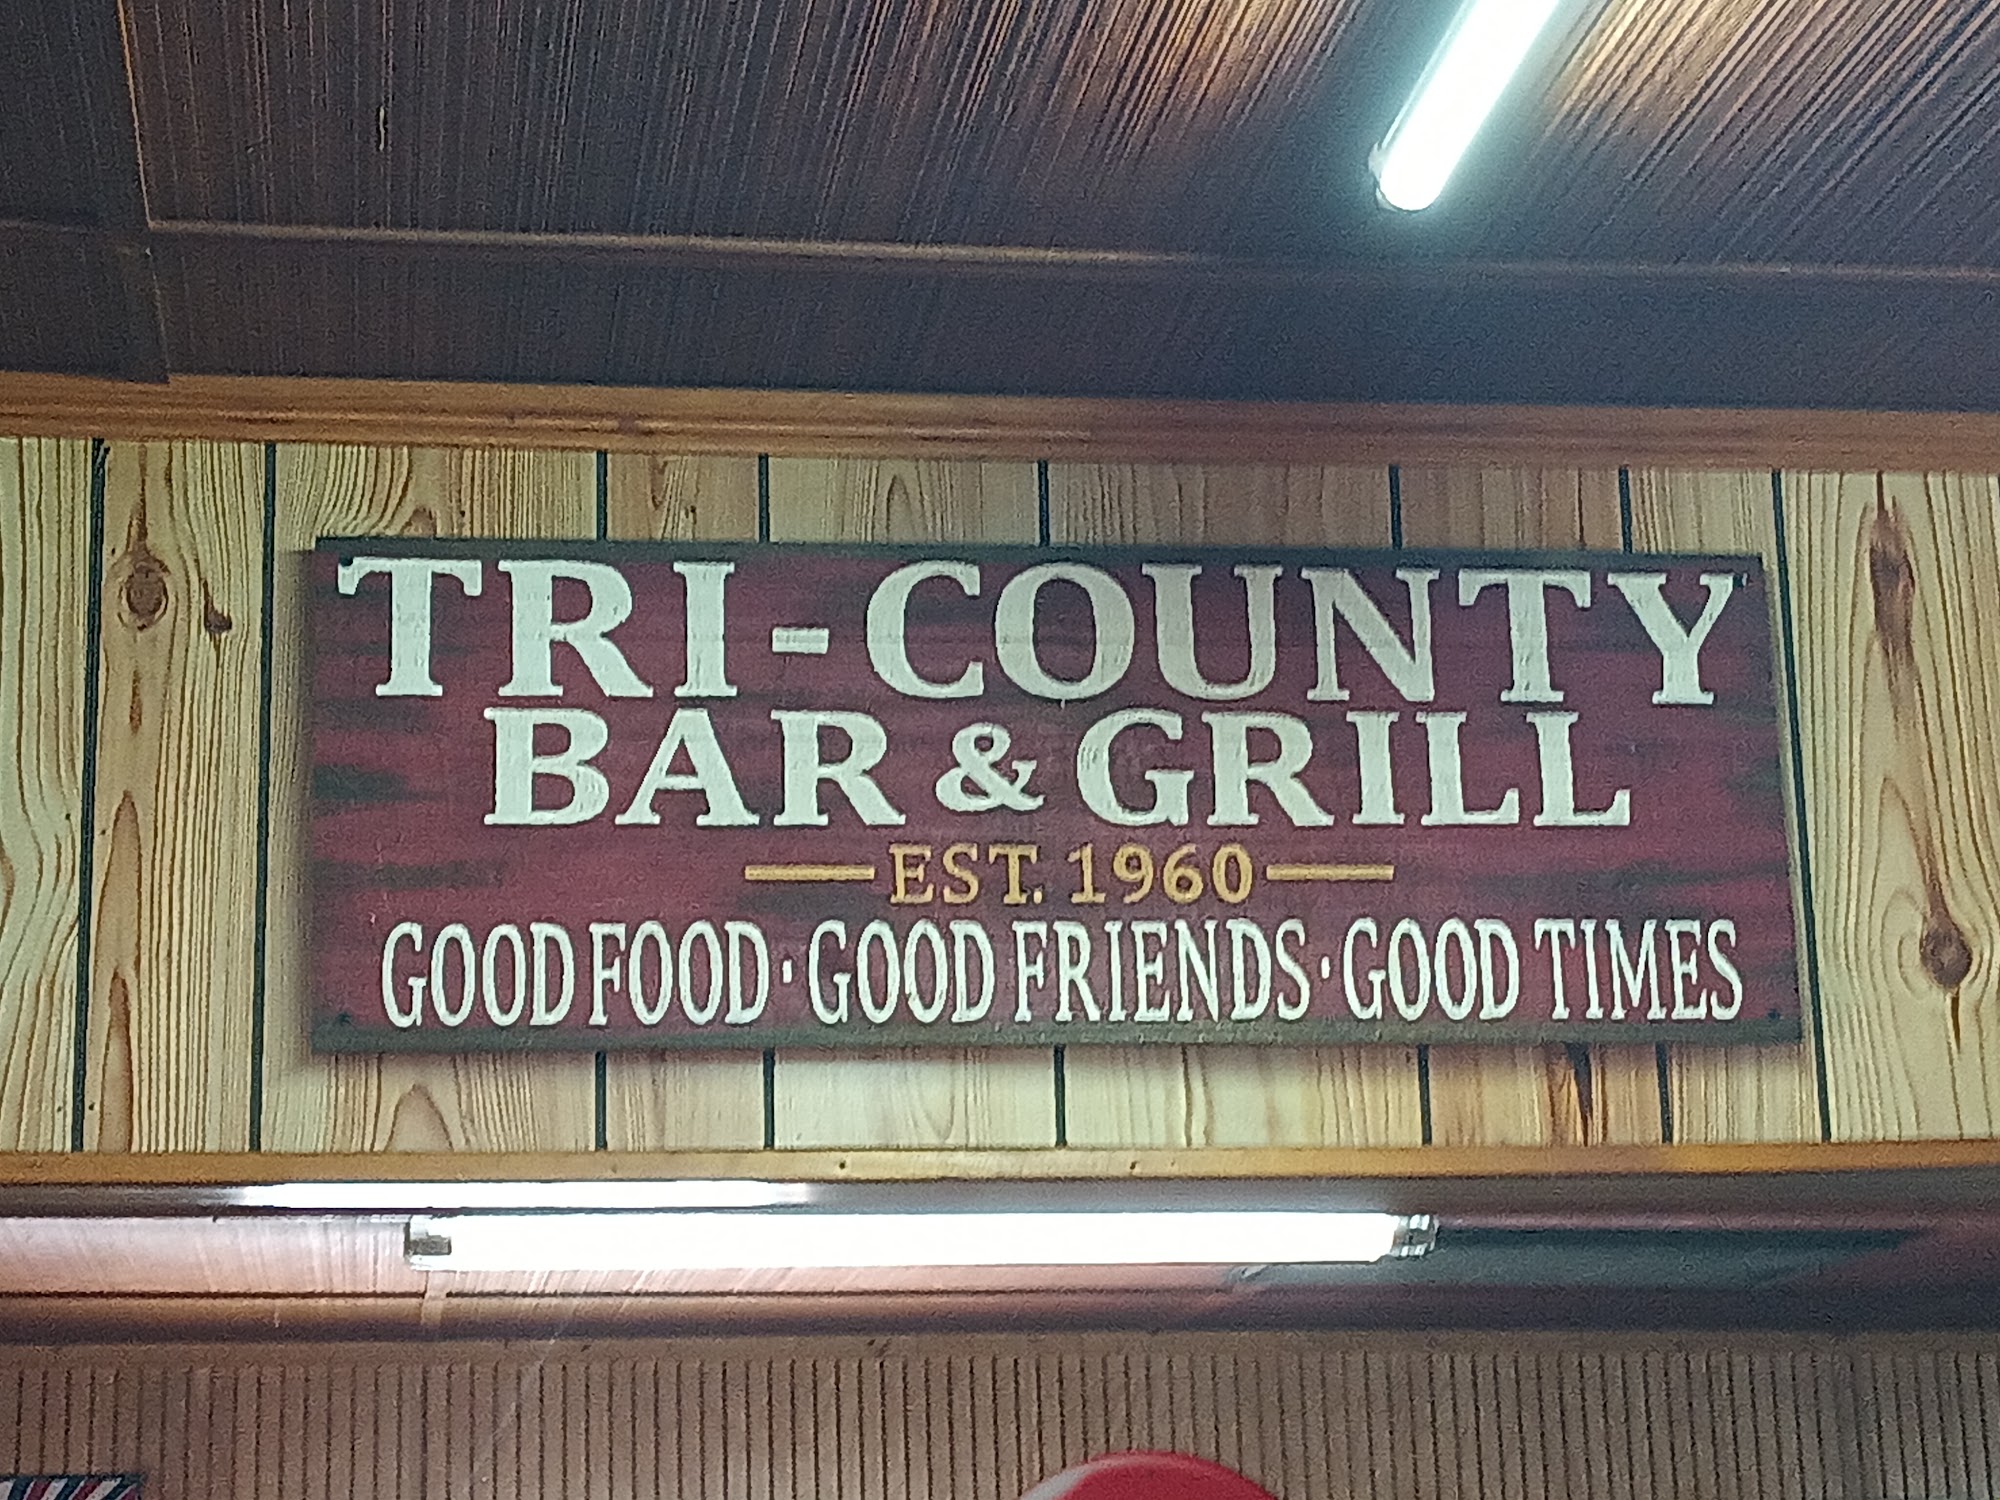 TRI-COUNTY
BAR & GRILL
EST. 1960
GOOD FOOD · GOOD FRIENDS · GOOD TIMES